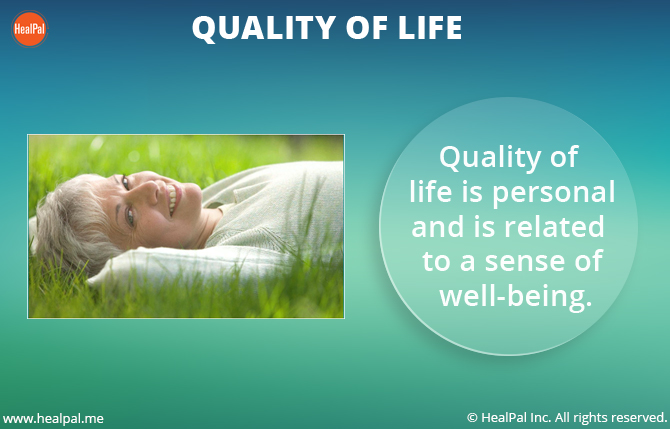 HealPal
QUALITY OF LIFE
Quality of
life is personal
and is related
to a sense of
well-being.
www.healpal.me
© HealPal Inc. All rights reserved.